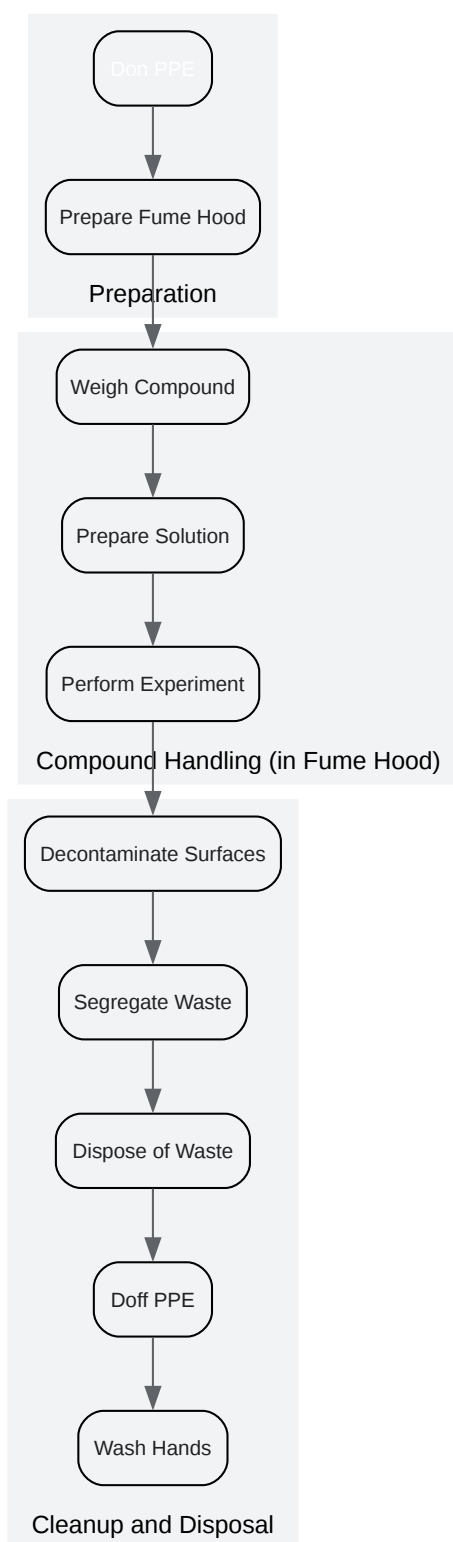 Don PPE
Prepare Fume Hood
Preparation
Weigh Compound
Prepare Solution
Perform Experiment
Compound Handling (in Fume Hood)
Decontaminate Surfaces
Segregate Waste
Dispose of Waste
Doff PPE
Wash Hands
Cleanup and Disposal